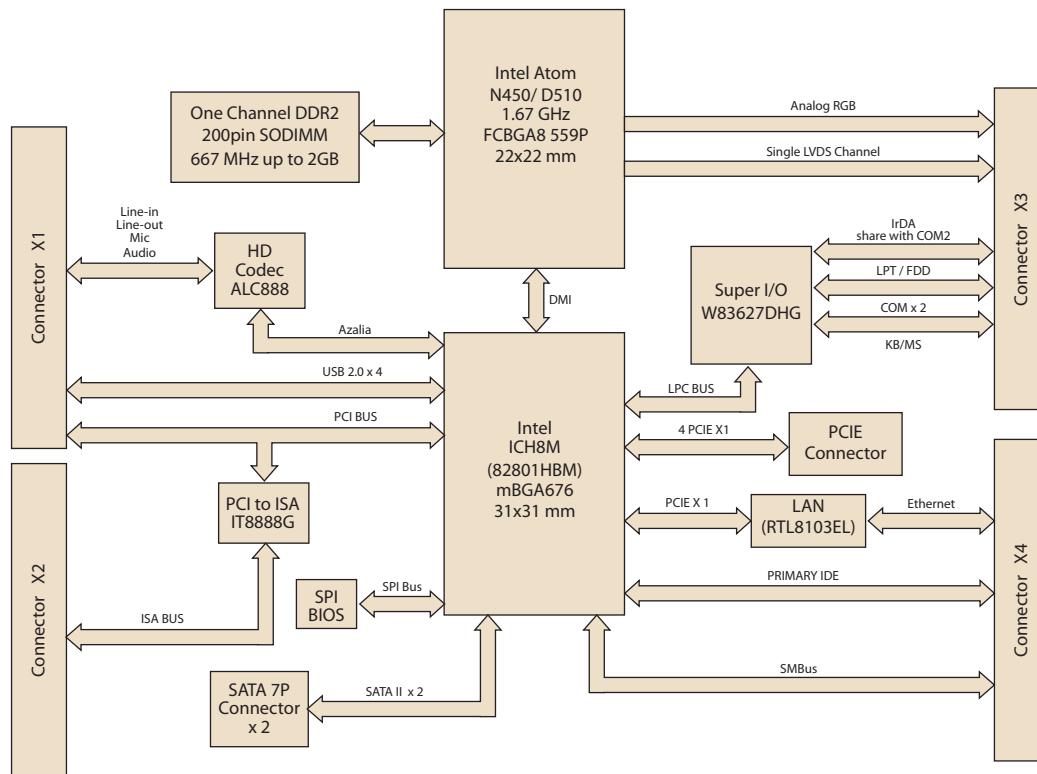 Intel Atom
N450/ D510
1.67 GHz
FCBGA8 559P
22x22 mm
One Channel DDR2
200pin SODIMM
667 MHz up to 2GB
Analog RGB
Single LVDS Channel
Connector X1
Line-in
Line-out
Mic
Audio
HD
Codec
ALC888
Azalia
DMI
Super I/O
W83627DHG
IrDA
share with COM2
LPT / FDD
COM x 2
KB/MS
Connector X3
USB 2.0 x 4
PCI BUS
LPC BUS
Intel
ICH8M
(82801HBM)
mBGA676
31x31 mm
4 PCIE X1
PCIE
Connector
PCI to ISA
IT8888G
PCIE X 1
LAN
(RTL8103EL)
Ethernet
Connector X2
ISA BUS
SPI
BIOS
SPI Bus
PRIMARY IDE
Connector X4
SMBus
SATA 7P
Connector
x 2
SATA II x 2